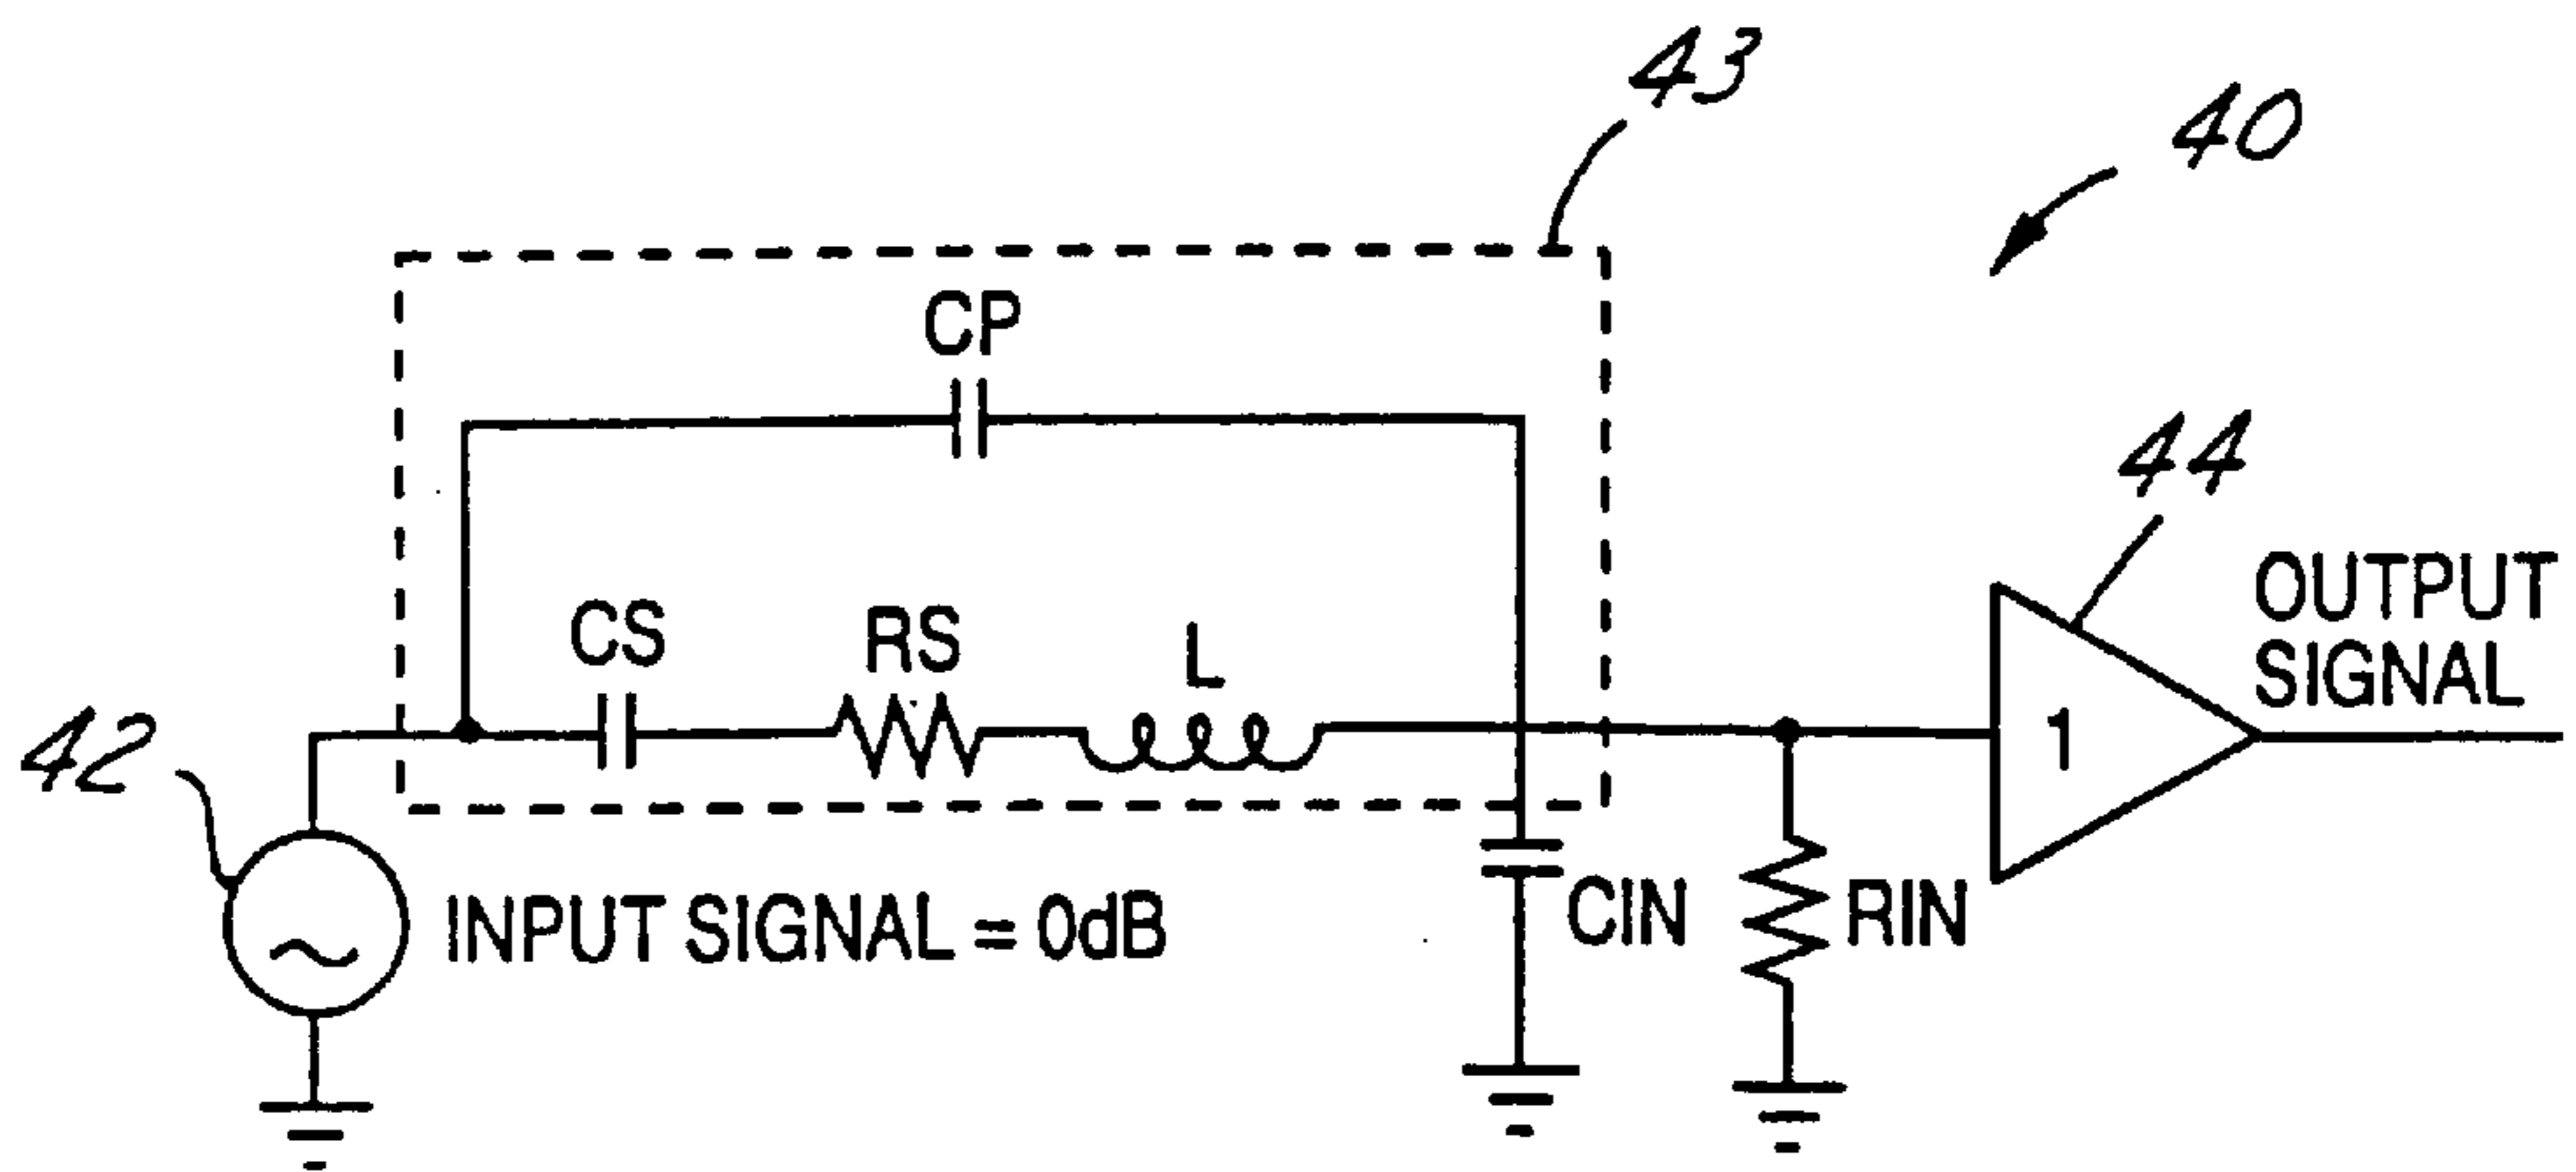 43
40
CP
44
CS
RS
L
OUTPUT
SIGNAL
42
1
INPUT SIGNAL = 0dB
CIN
RIN